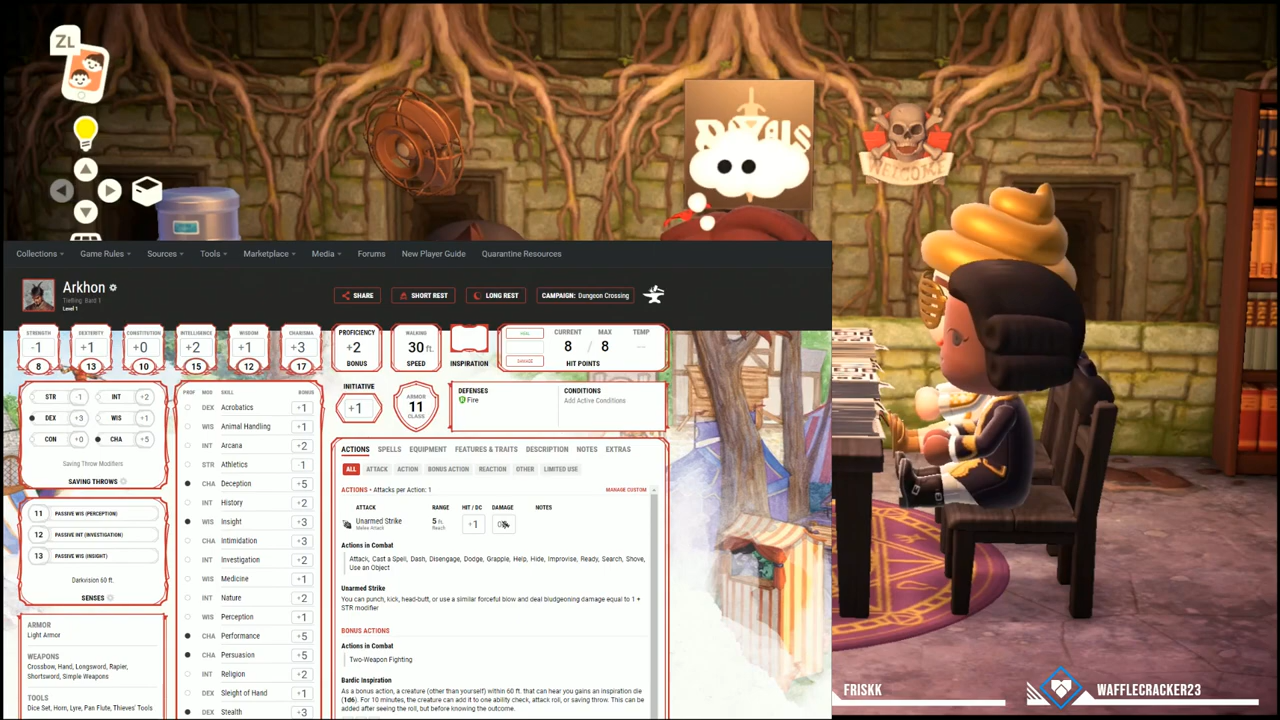 ZL
ROYALS
WELCOME
Collections Game Rules Sources Tools Marketplace Media Forums New Player Guide Quarantine Resources
Arkhon
Tiefling Bard 1
Level 1
SHARE SHORT REST LONG REST CAMPAIGN: Dungeon Crossing
STRENGTH DEXTERITY CONSTITUTION INTELLIGENCE WISDOM CHARISMA
-1 +1 +0 +2 +1 +3
8 13 10 15 12 17
PROFICIENCY
+2
BONUS
WALKING
30 ft.
SPEED
INSPIRATION
HEAL
DAMAGE
CURRENT MAX TEMP
8 / 8 --
HIT POINTS
STR -1 INT +2
DEX +3 WIS +1
CON +0 CHA +5
Saving Throw Modifiers
SAVING THROWS
11 PASSIVE WIS (PERCEPTION)
12 PASSIVE INT (INVESTIGATION)
13 PASSIVE WIS (INSIGHT)
Darkvision 60 ft.
SENSES
ARMOR
Light Armor
WEAPONS
Crossbow, Hand, Longsword, Rapier,
Shortsword, Simple Weapons
TOOLS
Dice Set, Horn, Lyre, Pan Flute, Thieves' Tools
PROF MOD SKILL BONUS
DEX Acrobatics +1
WIS Animal Handling +1
INT Arcana +2
STR Athletics -1
CHA Deception +5
INT History +2
WIS Insight +3
CHA Intimidation +3
INT Investigation +2
WIS Medicine +1
INT Nature +2
WIS Perception +1
CHA Performance +5
CHA Persuasion +5
INT Religion +2
DEX Sleight of Hand +1
DEX Stealth +3
INITIATIVE
+1
ARMOR
11
CLASS
DEFENSES
Fire
CONDITIONS
Add Active Conditions
ACTIONS SPELLS EQUIPMENT FEATURES & TRAITS DESCRIPTION NOTES EXTRAS
ALL ATTACK ACTION BONUS ACTION REACTION OTHER LIMITED USE
ACTIONS • Attacks per Action: 1 MANAGE CUSTOM
ATTACK RANGE HIT / DC DAMAGE NOTES
Unarmed Strike 5 ft. +1 0
Melee Attack Reach
Actions in Combat
Attack, Cast a Spell, Dash, Disengage, Dodge, Grapple, Help, Hide, Improvise, Ready, Search, Shove,
Use an Object
Unarmed Strike
You can punch, kick, head-butt, or use a similar forceful blow and deal bludgeoning damage equal to 1 +
STR modifier
BONUS ACTIONS
Actions in Combat
Two-Weapon Fighting
Bardic Inspiration
As a bonus action, a creature (other than yourself) within 60 ft. that can hear you gains an inspiration die
(1d6). For 10 minutes, the creature can add it to one ability check, attack roll, or saving throw. This can be
added after seeing the roll, but before knowing the outcome.
FRISKK
WAFFLECRACKER23